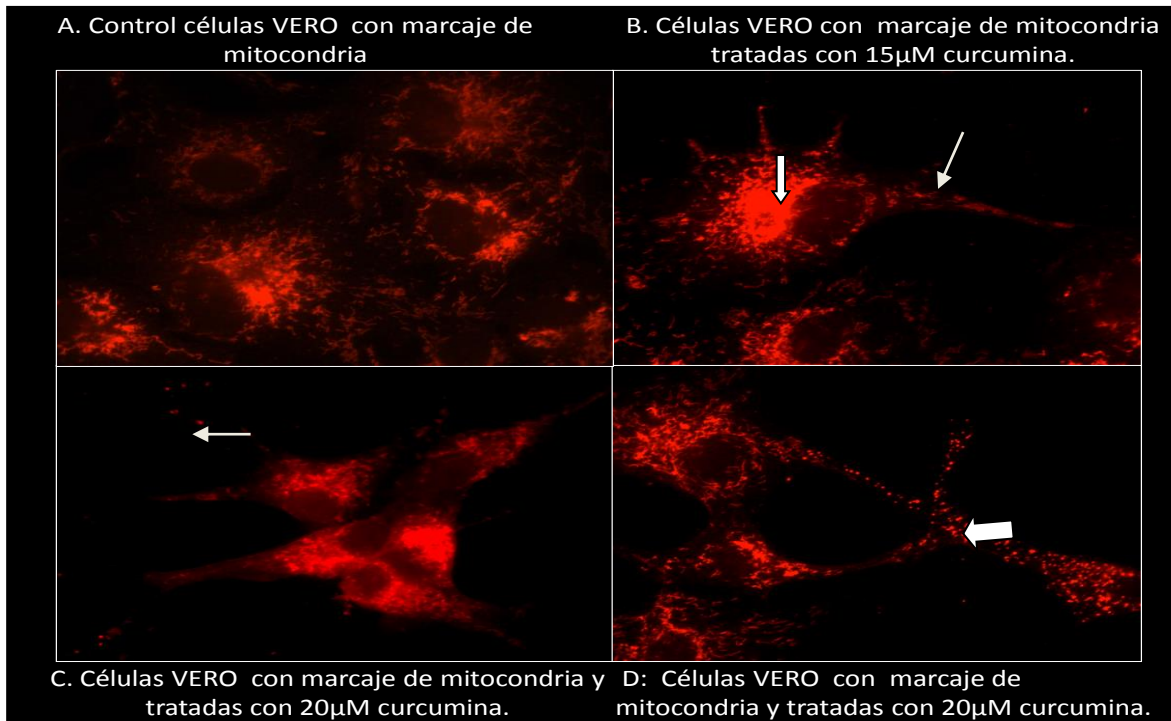 A. Control células VERO con marcaje de
mitocondria
B. Células VERO con marcaje de mitocondria
tratadas con 15µM curcumina.
C. Células VERO con marcaje de mitocondria y
tratadas con 20µM curcumina.
D: Células VERO con marcaje de
mitocondria y tratadas con 20µM curcumina.